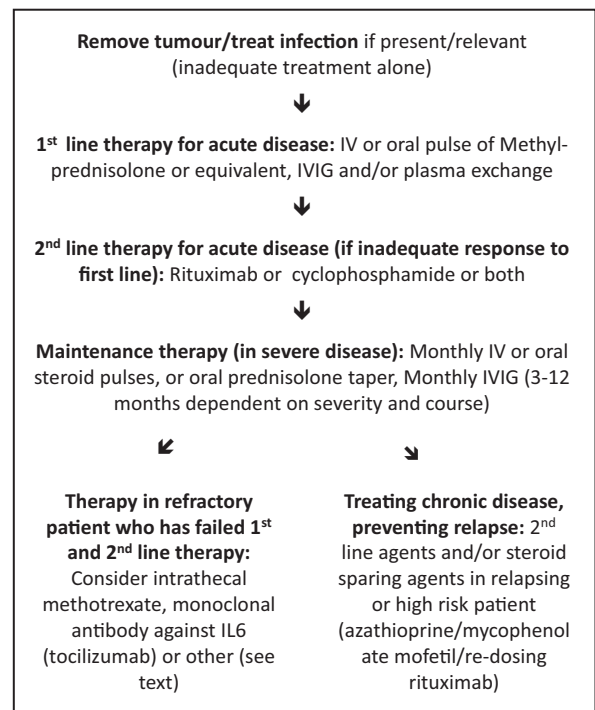 Remove tumour/treat infection if present/relevant
(inadequate treatment alone)
1st line therapy for acute disease: IV or oral pulse of Methyl-
prednisolone or equivalent, IVIG and/or plasma exchange
2nd line therapy for acute disease (if inadequate response to
first line): Rituximab or cyclophosphamide or both
Maintenance therapy (in severe disease): Monthly IV or oral
steroid pulses, or oral prednisolone taper, Monthly IVIG (3-12
months dependent on severity and course)
Therapy in refractory
patient who has failed 1st
and 2nd line therapy:
Consider intrathecal
methotrexate, monoclonal
antibody against IL6
(tocilizumab) or other (see
text)
Treating chronic disease,
preventing relapse: 2nd
line agents and/or steroid
sparing agents in relapsing
or high risk patient
(azathioprine/mycophenol
ate mofetil/re-dosing
rituximab)